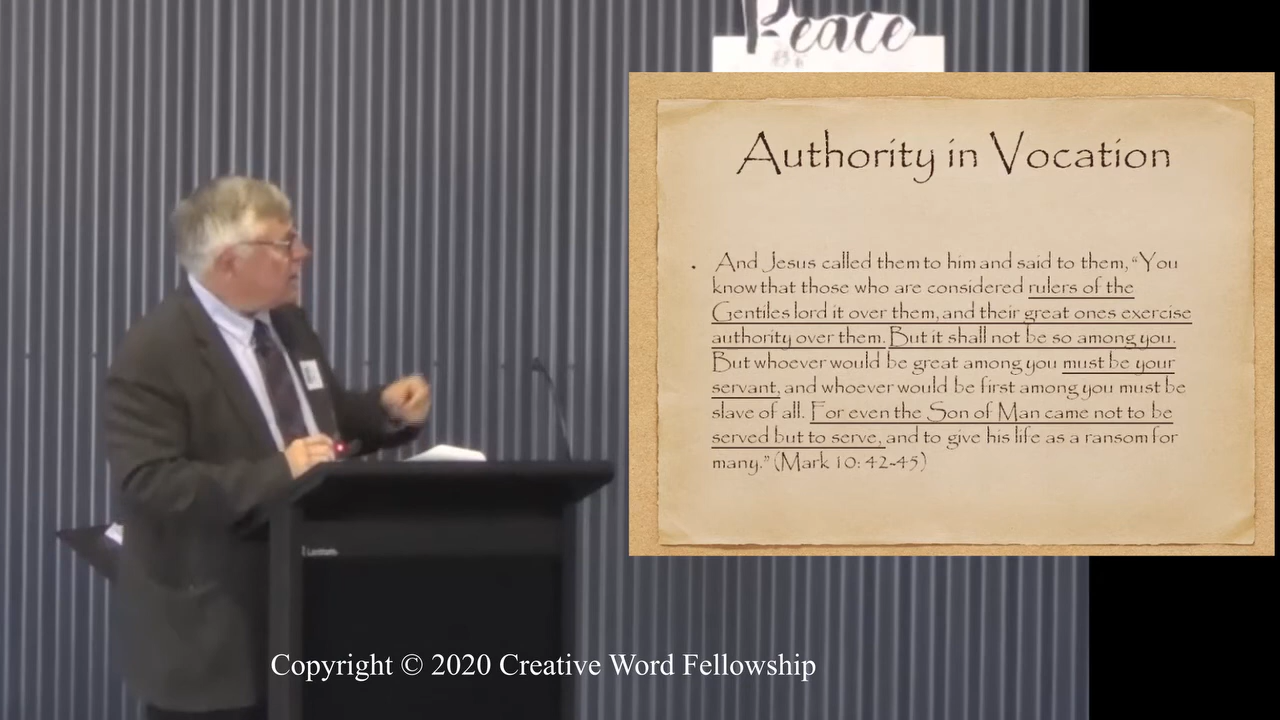 Peace
Authority in Vocation
• And Jesus called them to him and said to them, “You
know that those who are considered rulers of the
Gentiles lord it over them, and their great ones exercise
authority over them. But it shall not be so among you.
But whoever would be great among you must be your
servant, and whoever would be first among you must be
slave of all. For even the Son of Man came not to be
served but to serve, and to give his life as a ransom for
many.” (Mark 10: 42-45)
Copyright © 2020 Creative Word Fellowship